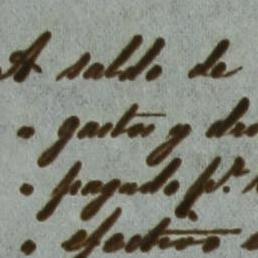 A saldo de
" gastos y
" pagado p.r
" efectivo